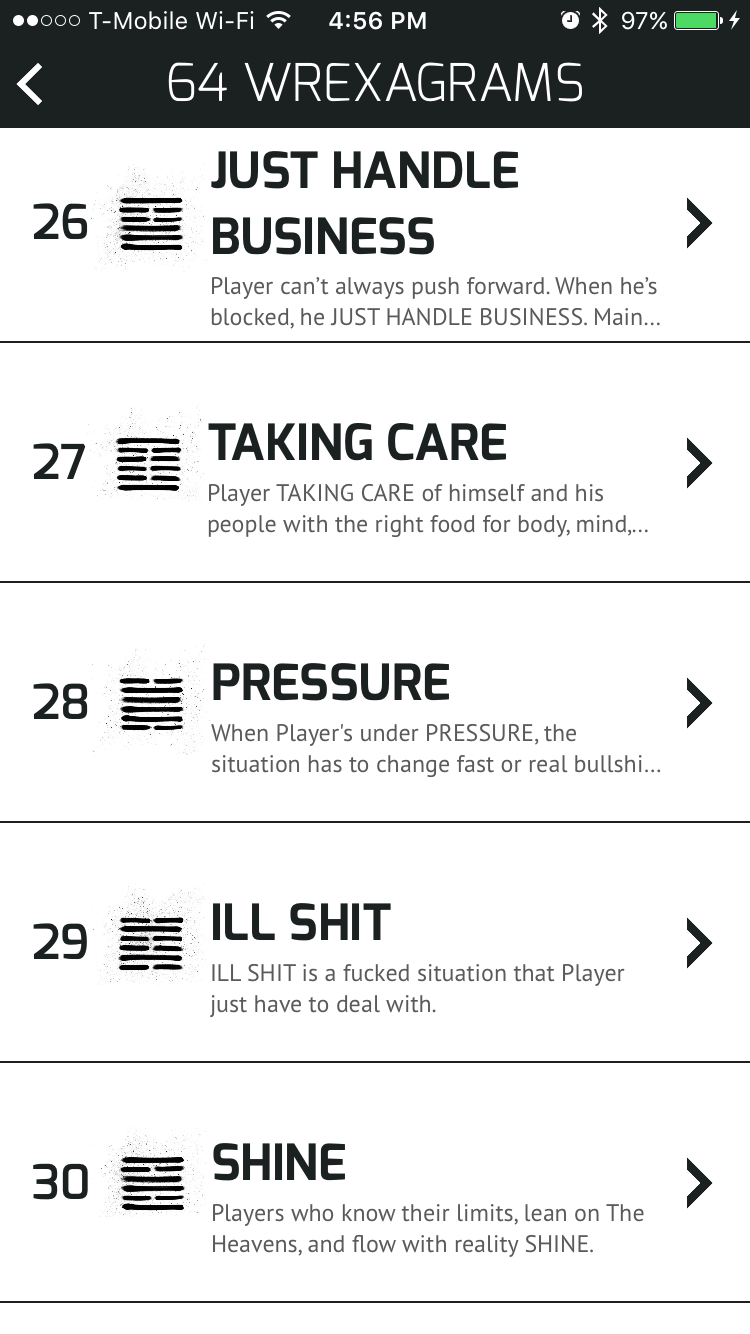 T-Mobile Wi-Fi 4:56 PM 97%
64 WREXAGRAMS
26
JUST HANDLE
BUSINESS
Player can’t always push forward. When he’s
blocked, he JUST HANDLE BUSINESS. Main...
27
TAKING CARE
Player TAKING CARE of himself and his
people with the right food for body, mind,...
28
PRESSURE
When Player's under PRESSURE, the
situation has to change fast or real bullshi...
29
ILL SHIT
ILL SHIT is a fucked situation that Player
just have to deal with.
30
SHINE
Players who know their limits, lean on The
Heavens, and flow with reality SHINE.